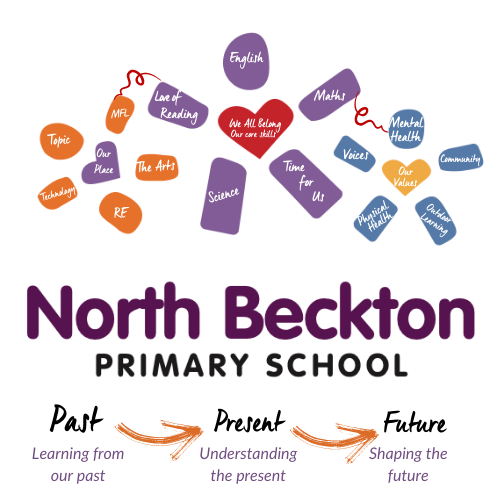 English
Maths
Love of
Reading
MFL
We All Belong
Our core skills
Mental
Health
Topic
Our
Place
The Arts
Time
for
Us
Voices
Community
Our
Values
Technology
RE
Science
Physical
Health
Outdoor
Learning
North Beckton
PRIMARY SCHOOL
Past
Present
Future
Learning from
our past
Understanding
the present
Shaping the
future